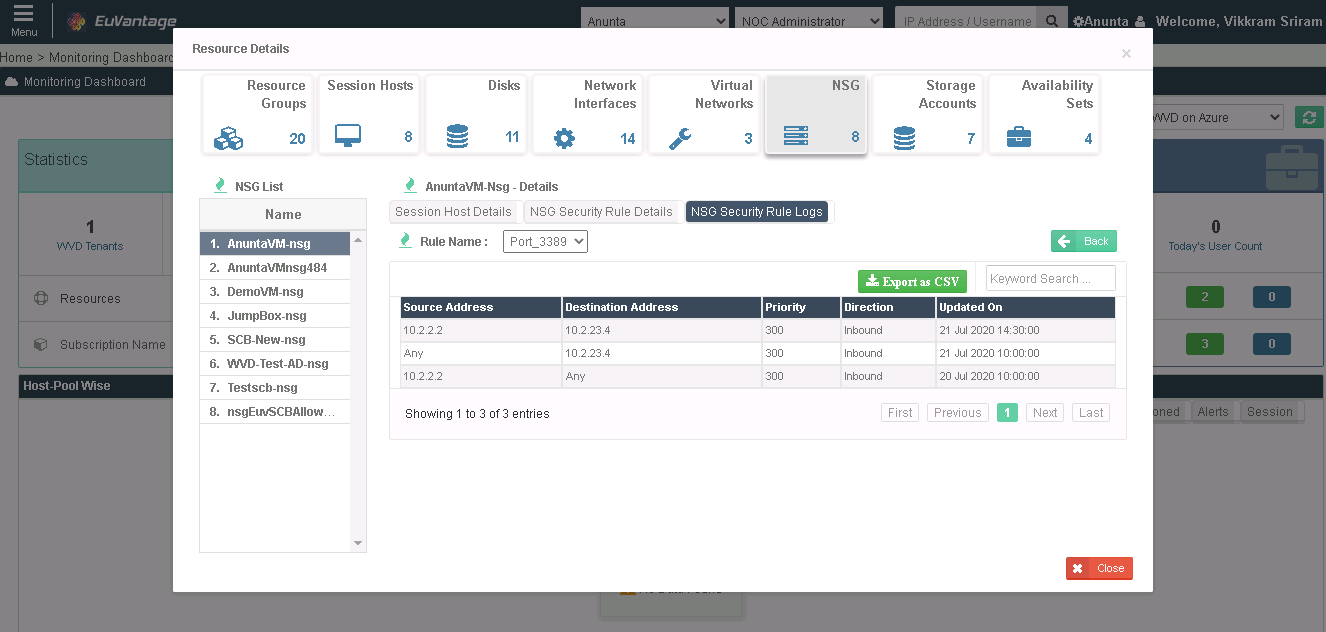 Menu
EuVantage
Anunta
NOC Administrator
IP Address / Username
Anunta
Welcome, Vikkram Sriram
Home > Monitoring Dashboard
Monitoring Dashboard
Resource Details
×
Resource Groups
20
Session Hosts
8
Disks
11
Network Interfaces
14
Virtual Networks
3
NSG
8
Storage Accounts
7
Availability Sets
4
WVD on Azure
Statistics
1
WVD Tenants
Resources
Subscription Name
Host-Pool Wise
NSG List
Name
1. AnuntaVM-nsg
2. AnuntaVMnsg484
3. DemoVM-nsg
4. JumpBox-nsg
5. SCB-New-nsg
6. WVD-Test-AD-nsg
7. Testscb-nsg
8. nsgEuvSCBAllow...
AnuntaVM-Nsg - Details
Session Host Details
NSG Security Rule Details
NSG Security Rule Logs
Rule Name :
Port_3389
Back
Export as CSV
Keyword Search ...
Source Address Destination Address Priority Direction Updated On
10.2.2.2 10.2.23.4 300 Inbound 21 Jul 2020 14:30:00
Any 10.2.23.4 300 Inbound 21 Jul 2020 10:00:00
10.2.2.2 Any 300 Inbound 20 Jul 2020 10:00:00
Showing 1 to 3 of 3 entries
First Previous 1 Next Last
Close
0
Today's User Count
2 0
3 0
Alerts
Session